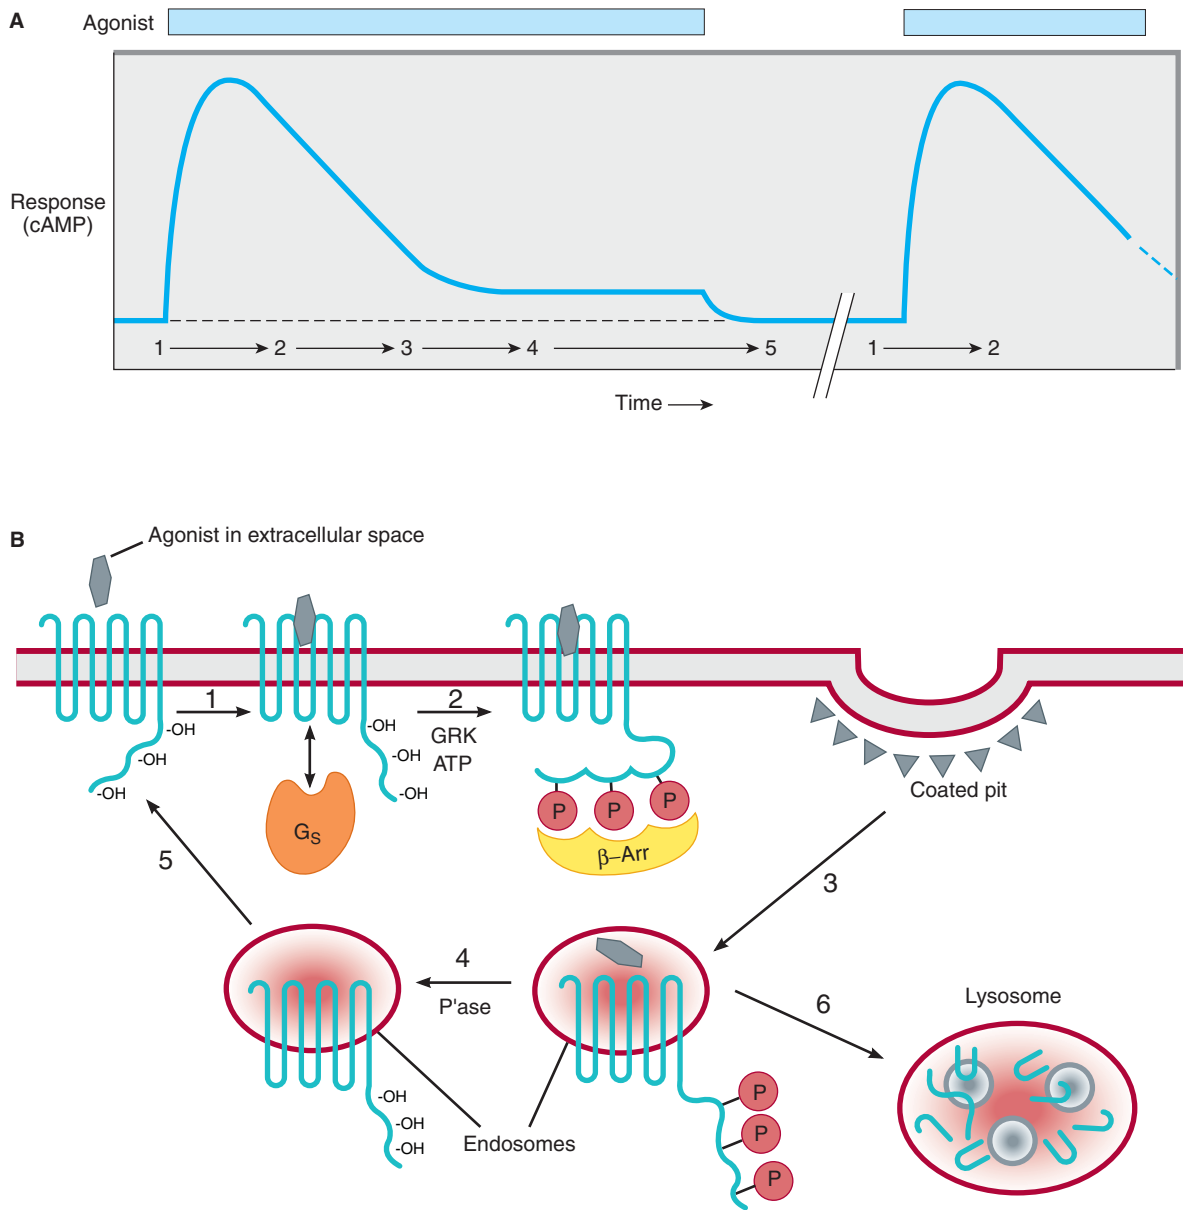 A
Agonist
Response
(cAMP)
1 2 3 4 5 1 2
Time
B
Agonist in extracellular space
1
2
GRK
ATP
-OH
-OH
-OH
-OH
-OH
-OH
GS
P P P
β–Arr
Coated pit
3
5
4
P'ase
6
Lysosome
-OH
-OH
-OH
Endosomes
P
P
P